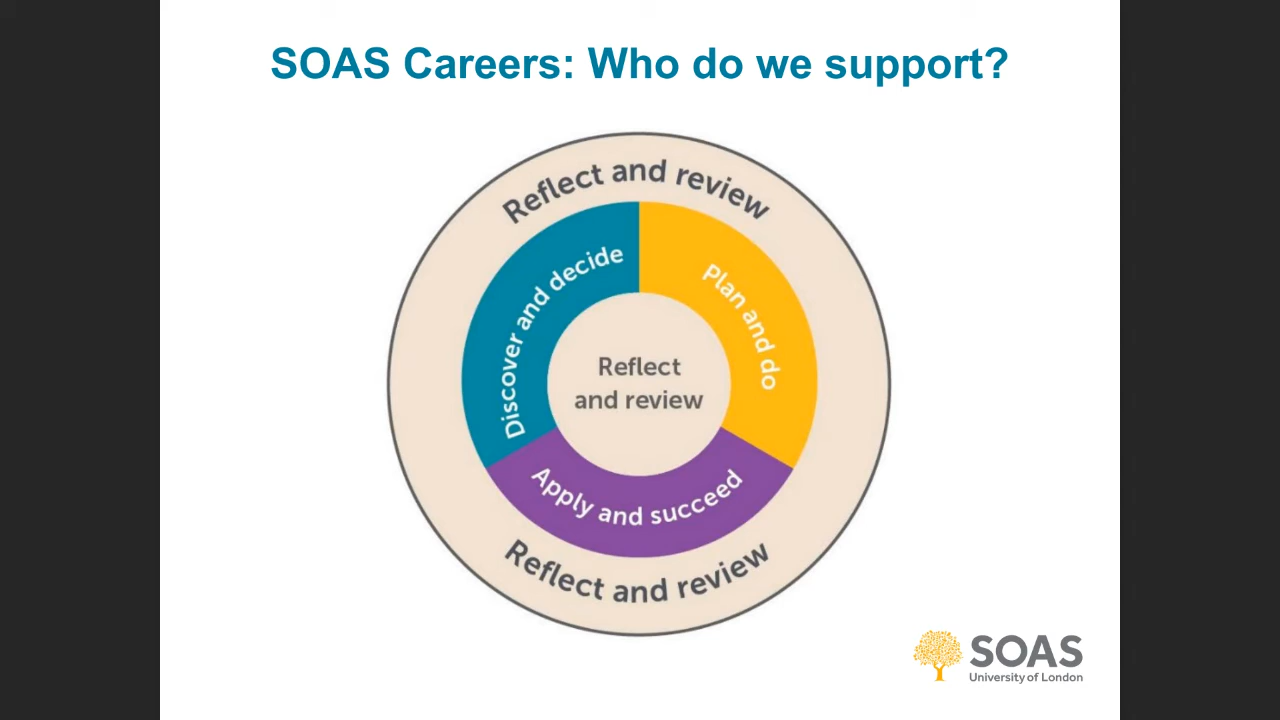 SOAS Careers: Who do we support?
Reflect and review
Discover and decide
Plan and do
Reflect
and review
Apply and succeed
Reflect and review
SOAS
University of London